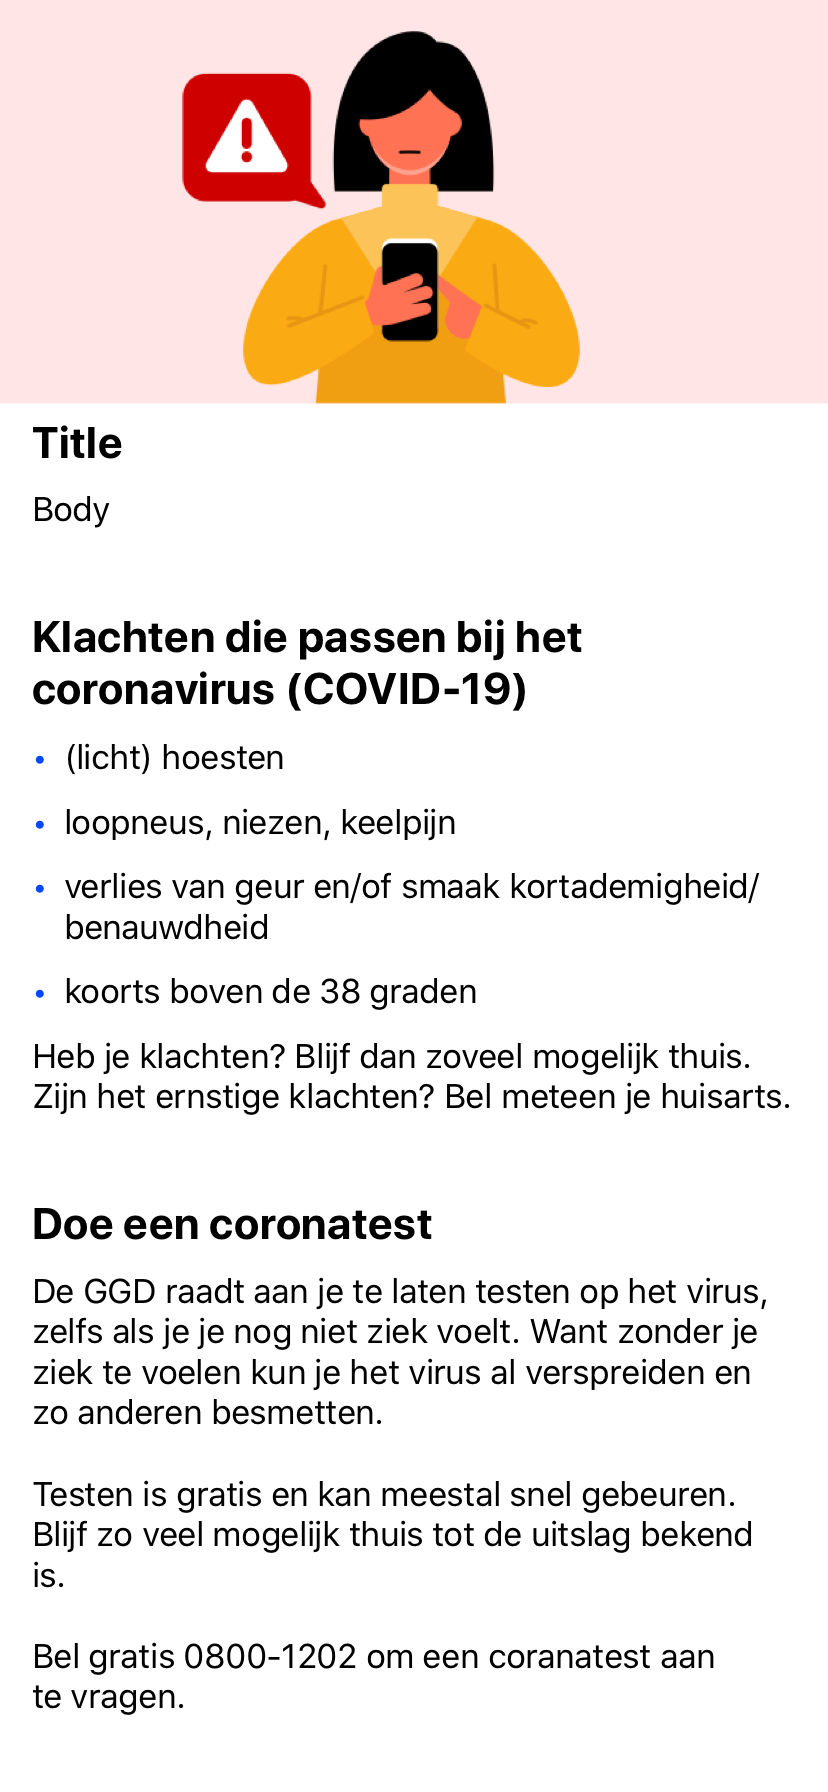 Title
Body
Klachten die passen bij het
coronavirus (COVID-19)
• (licht) hoesten
• loopneus, niezen, keelpijn
• verlies van geur en/of smaak kortademigheid/
benauwdheid
• koorts boven de 38 graden
Heb je klachten? Blijf dan zoveel mogelijk thuis.
Zijn het ernstige klachten? Bel meteen je huisarts.
Doe een coronatest
De GGD raadt aan je te laten testen op het virus,
zelfs als je je nog niet ziek voelt. Want zonder je
ziek te voelen kun je het virus al verspreiden en
zo anderen besmetten.
Testen is gratis en kan meestal snel gebeuren.
Blijf zo veel mogelijk thuis tot de uitslag bekend
is.
Bel gratis 0800-1202 om een coranatest aan
te vragen.